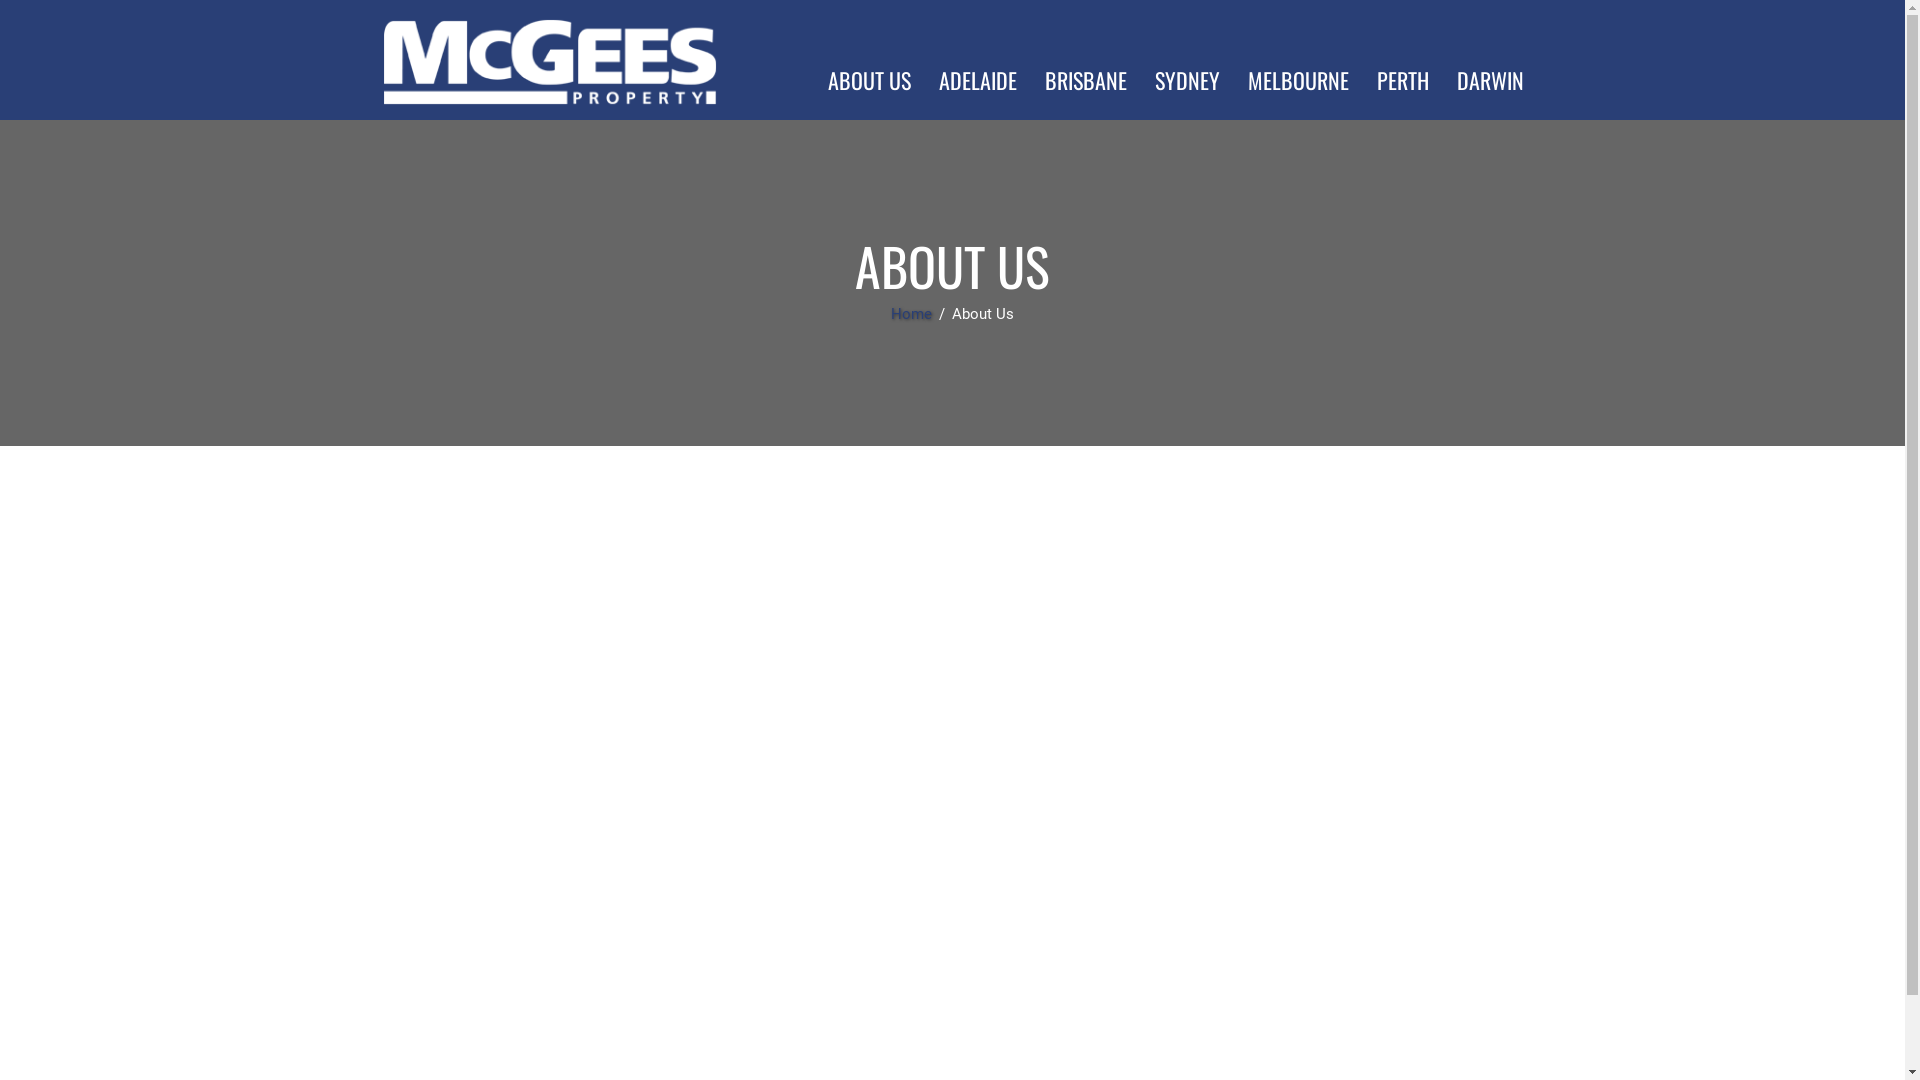 McGEES
PROPERTY
ABOUT US ADELAIDE BRISBANE SYDNEY MELBOURNE PERTH DARWIN
ABOUT US
Home / About Us